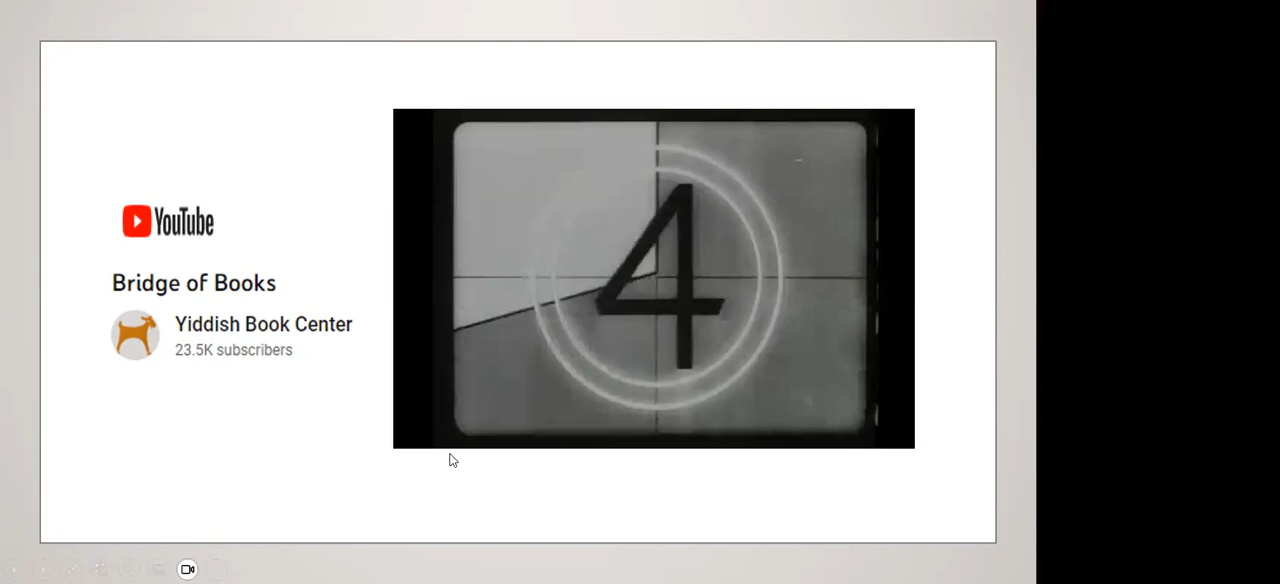 YouTube
Bridge of Books
Yiddish Book Center
23.5K subscribers
4